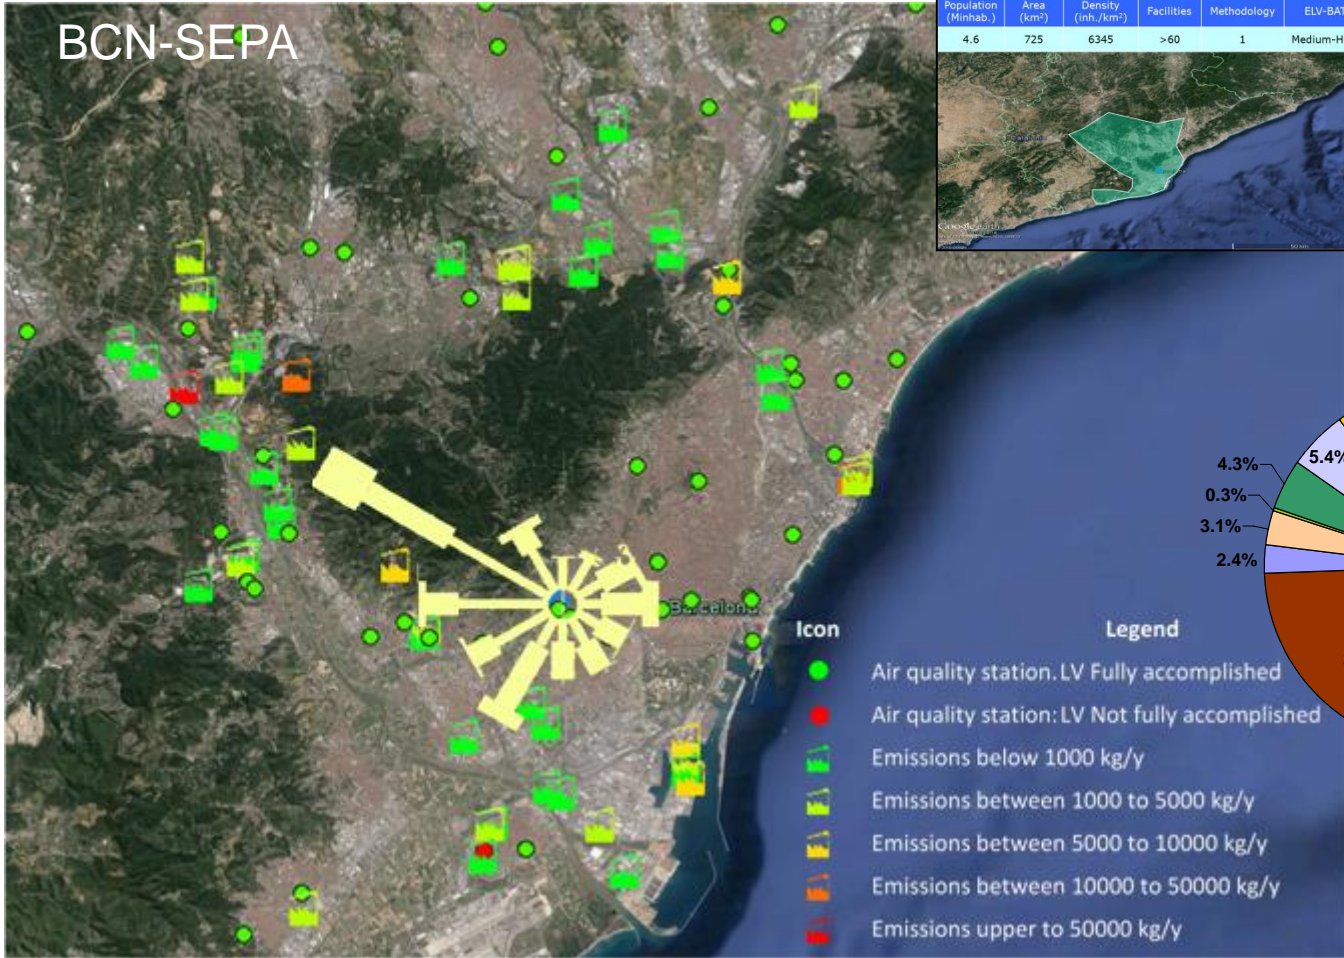 BCN-SEPA
Population (Minhab.) Area (km²) Density (inh./km²) Facilities Methodology ELV-BAT
4.6 725 6345 >60 1 Medium-H
Google earth
Barcelona
5.4%
4.3%
0.3%
3.1%
2.4%
Icon Legend
Air quality station. LV Fully accomplished
Air quality station: LV Not fully accomplished
Emissions below 1000 kg/y
Emissions between 1000 to 5000 kg/y
Emissions between 5000 to 10000 kg/y
Emissions between 10000 to 50000 kg/y
Emissions upper to 50000 kg/y